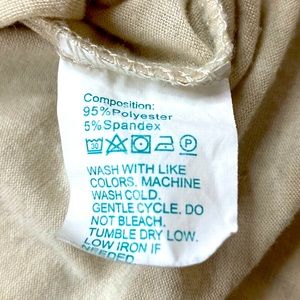 Composition:
95%Polyester
5%Spandex
WASH WITH LIKE
COLORS. MACHINE
WASH COLD.
GENTLE CYCLE. DO
NOT BLEACH.
TUMBLE DRY LOW.
LOW IRON IF
NEEDED